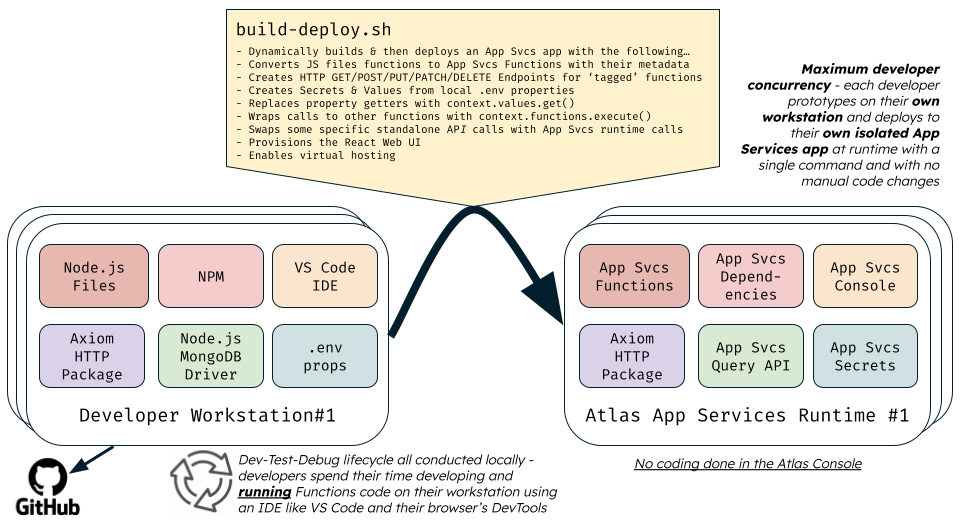 build-deploy.sh
- Dynamically builds & then deploys an App Svcs app with the following…
- Converts JS files functions to App Svcs Functions with their metadata
- Creates HTTP GET/POST/PUT/PATCH/DELETE Endpoints for ‘tagged’ functions
- Creates Secrets & Values from local .env properties
- Replaces property getters with context.values.get()
- Wraps calls to other functions with context.functions.execute()
- Swaps some specific standalone API calls with App Svcs runtime calls
- Provisions the React Web UI
- Enables virtual hosting
Maximum developer
concurrency - each developer
prototypes on their own
workstation and deploys to
their own isolated App
Services app at runtime with a
single command and with no
manual code changes
Node.js
Files
NPM
VS Code
IDE
Axiom
HTTP
Package
Node.js
MongoDB
Driver
.env
props
Developer Workstation#1
App Svcs
Functions
App Svcs
Depend-
encies
App Svcs
Console
Axiom
HTTP
Package
App Svcs
Query API
App Svcs
Secrets
Atlas App Services Runtime #1
GitHub
Dev-Test-Debug lifecycle all conducted locally -
developers spend their time developing and
running Functions code on their workstation using
an IDE like VS Code and their browser’s DevTools
No coding done in the Atlas Console